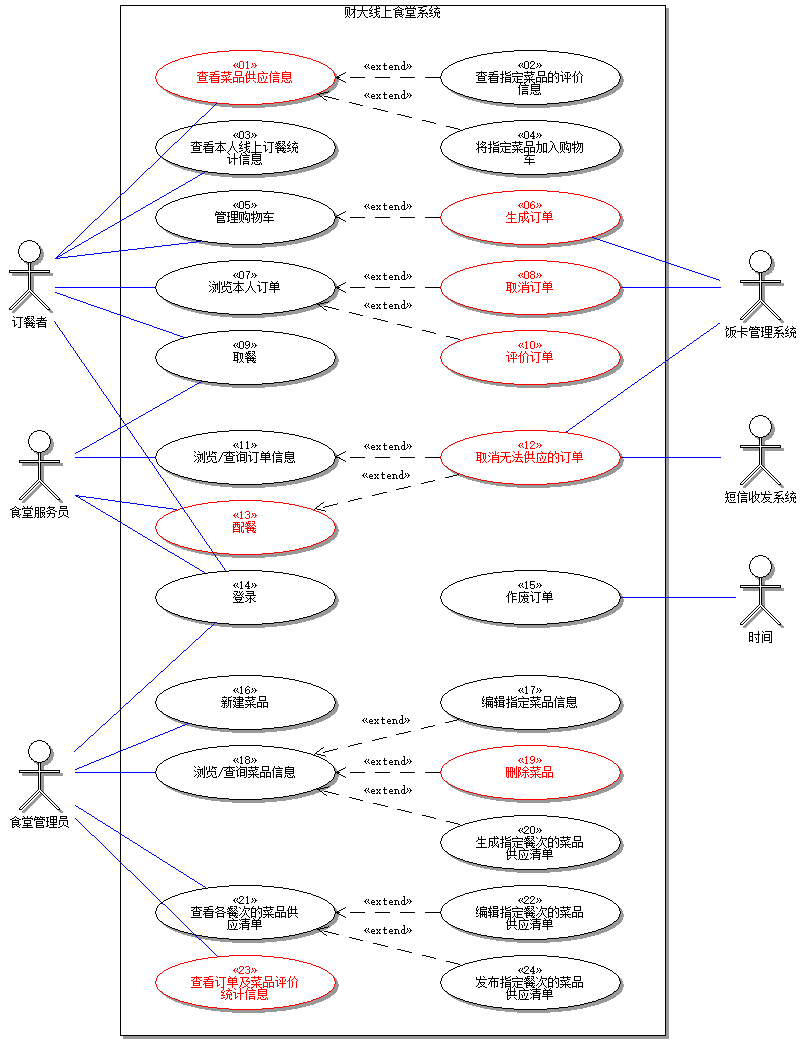 财大线上食堂系统
«01»
查看菜品供应信息
«extend»
«02»
查看指定菜品的评价
信息
«extend»
«03»
查看本人线上订餐统
计信息
«04»
将指定菜品加入购物
车
«05»
管理购物车
«extend»
«06»
生成订单
订餐者
«07»
浏览本人订单
«extend»
«08»
取消订单
饭卡管理系统
«extend»
«09»
取餐
«10»
评价订单
食堂服务员
«11»
浏览/查询订单信息
«extend»
«12»
取消无法供应的订单
短信收发系统
«extend»
«13»
配餐
«14»
登录
«15»
作废订单
时间
«16»
新建菜品
«17»
编辑指定菜品信息
«extend»
食堂管理员
«18»
浏览/查询菜品信息
«extend»
«19»
删除菜品
«extend»
«20»
生成指定餐次的菜品
供应清单
«21»
查看各餐次的菜品供
应清单
«extend»
«22»
编辑指定餐次的菜品
供应清单
«extend»
«23»
查看订单及菜品评价
统计信息
«24»
发布指定餐次的菜品
供应清单